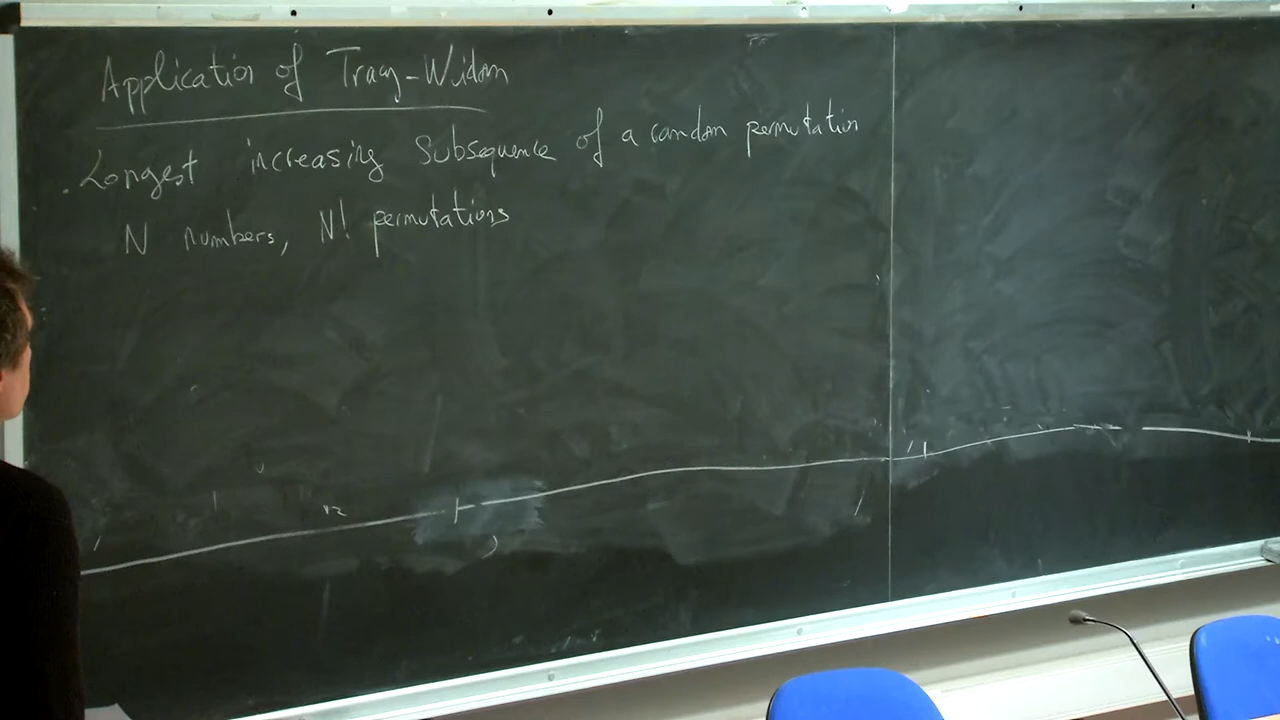 Application of Tracy-Widom
. Longest increasing Subsequence of a random permutation
N numbers, N! permutations